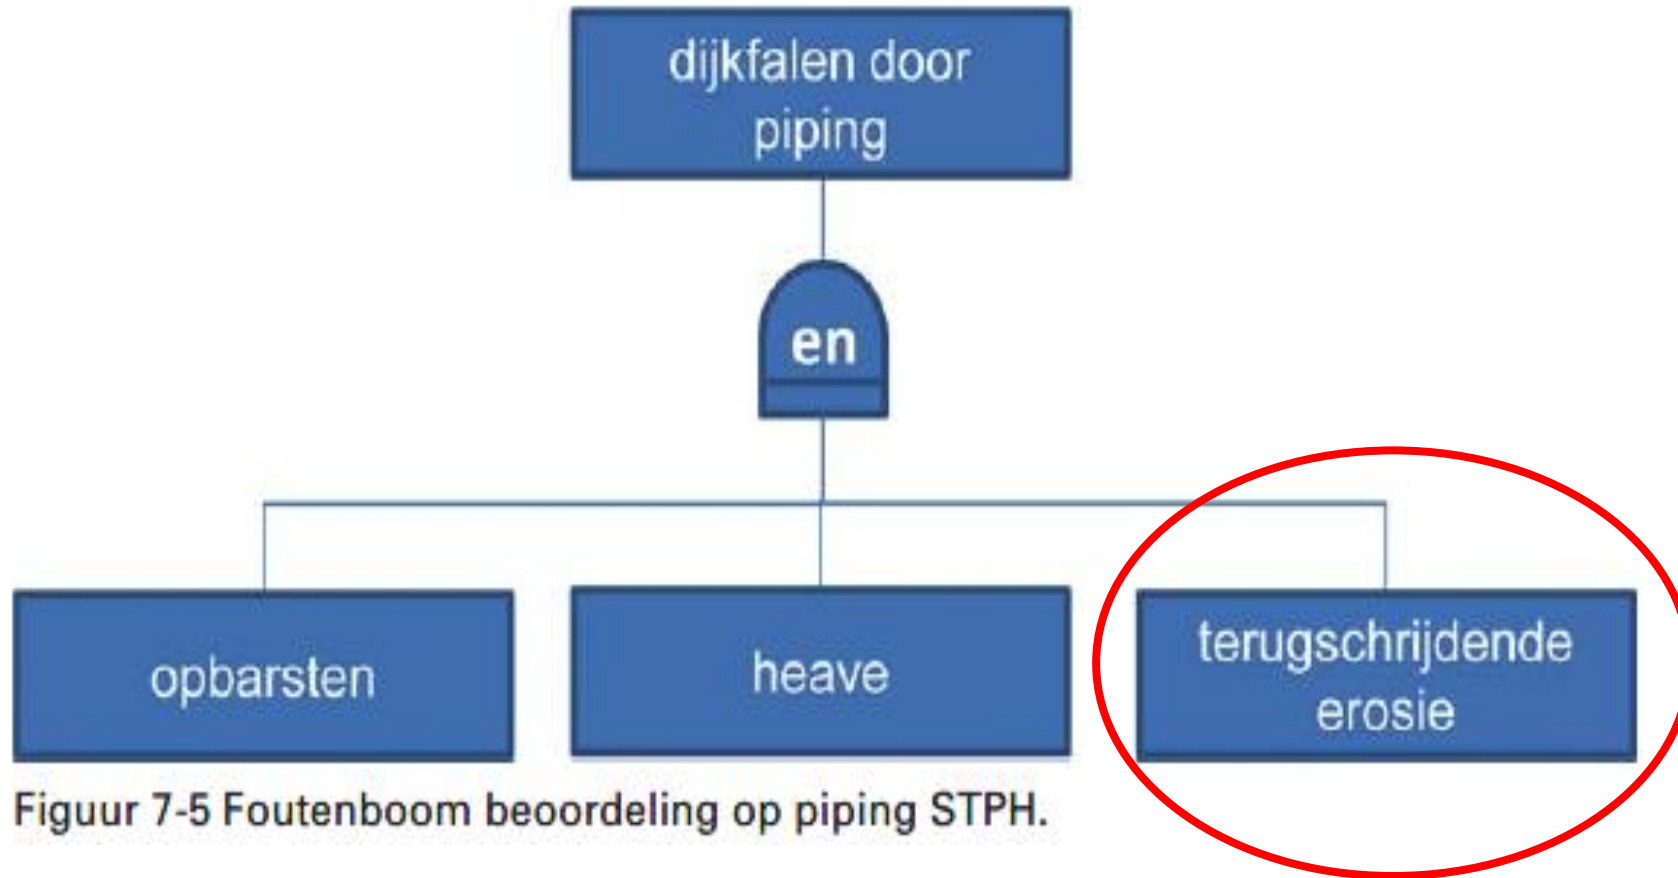 dijkfalen door
piping
en
opbarsten
heave
terugschrijdende
erosie
Figuur 7-5 Foutenboom beoordeling op piping STPH.